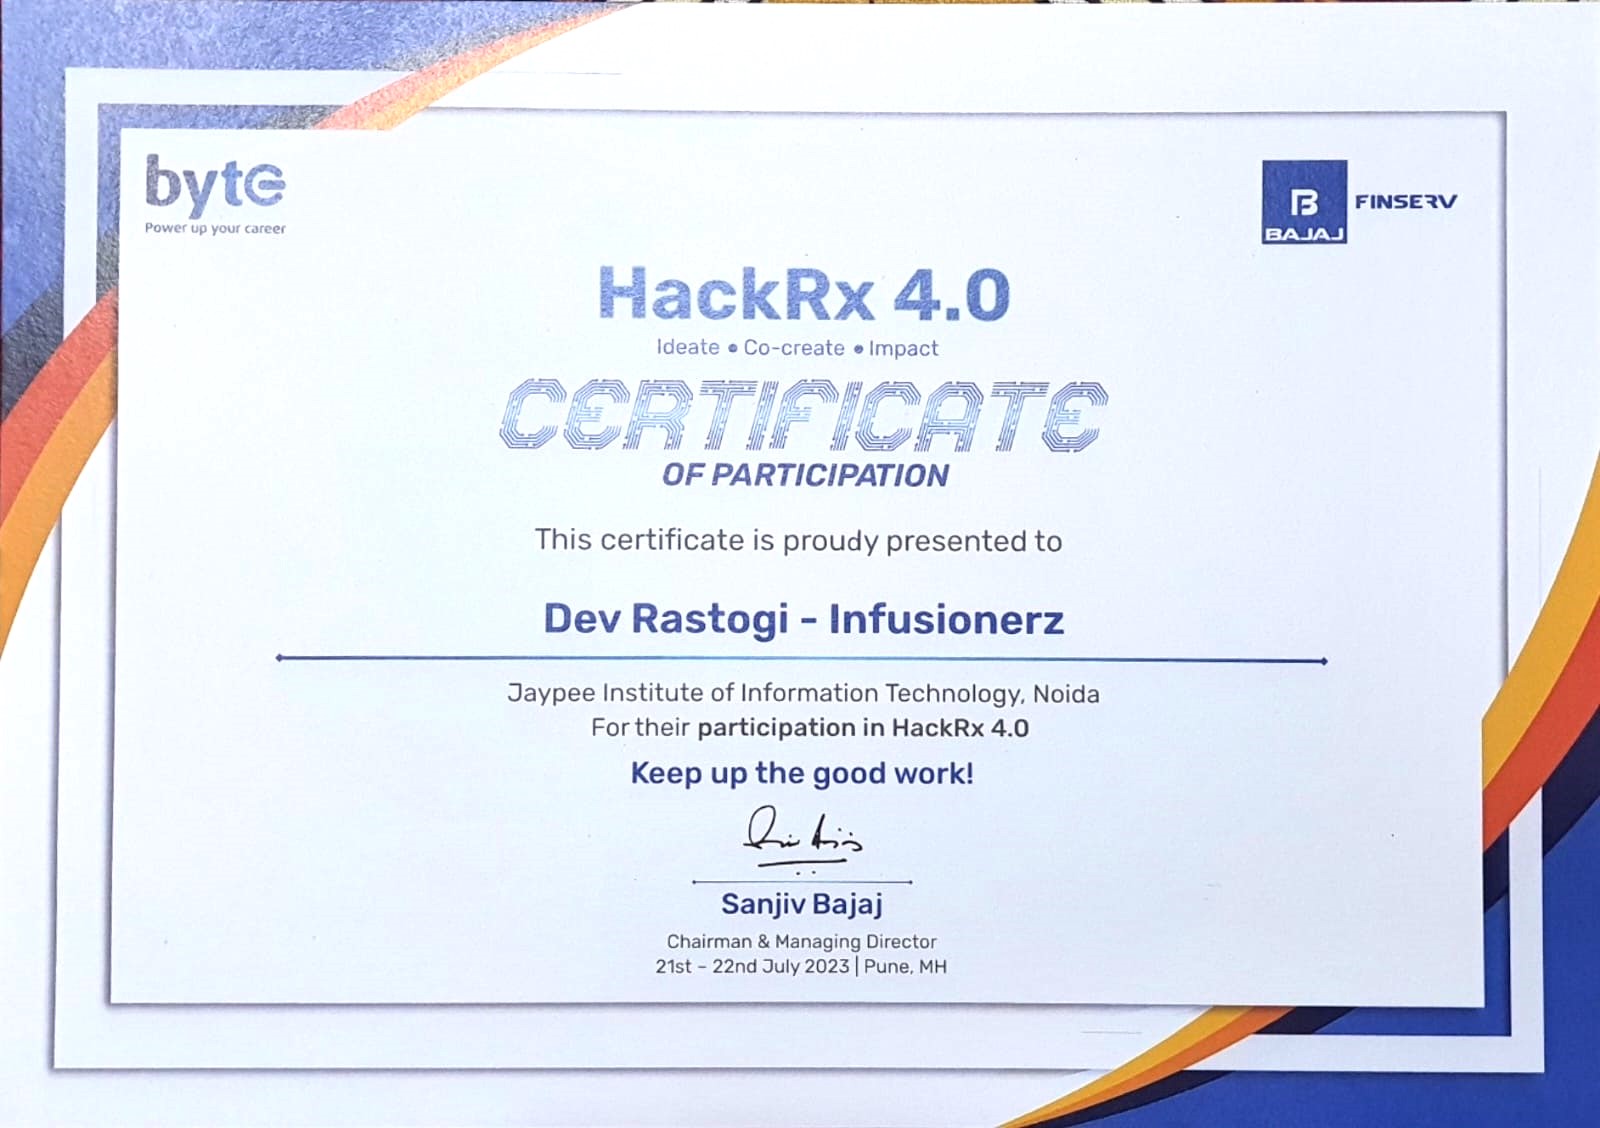 byte
Power up your career
B
BAJAJ
FINSERV
HackRx 4.0
Ideate • Co-create • Impact
CERTIFICATE
OF PARTICIPATION
This certificate is proudy presented to
Dev Rastogi - Infusionerz
Jaypee Institute of Information Technology, Noida
For their participation in HackRx 4.0
Keep up the good work!
Sanjiv Bajaj
Chairman & Managing Director
21st – 22nd July 2023 | Pune, MH